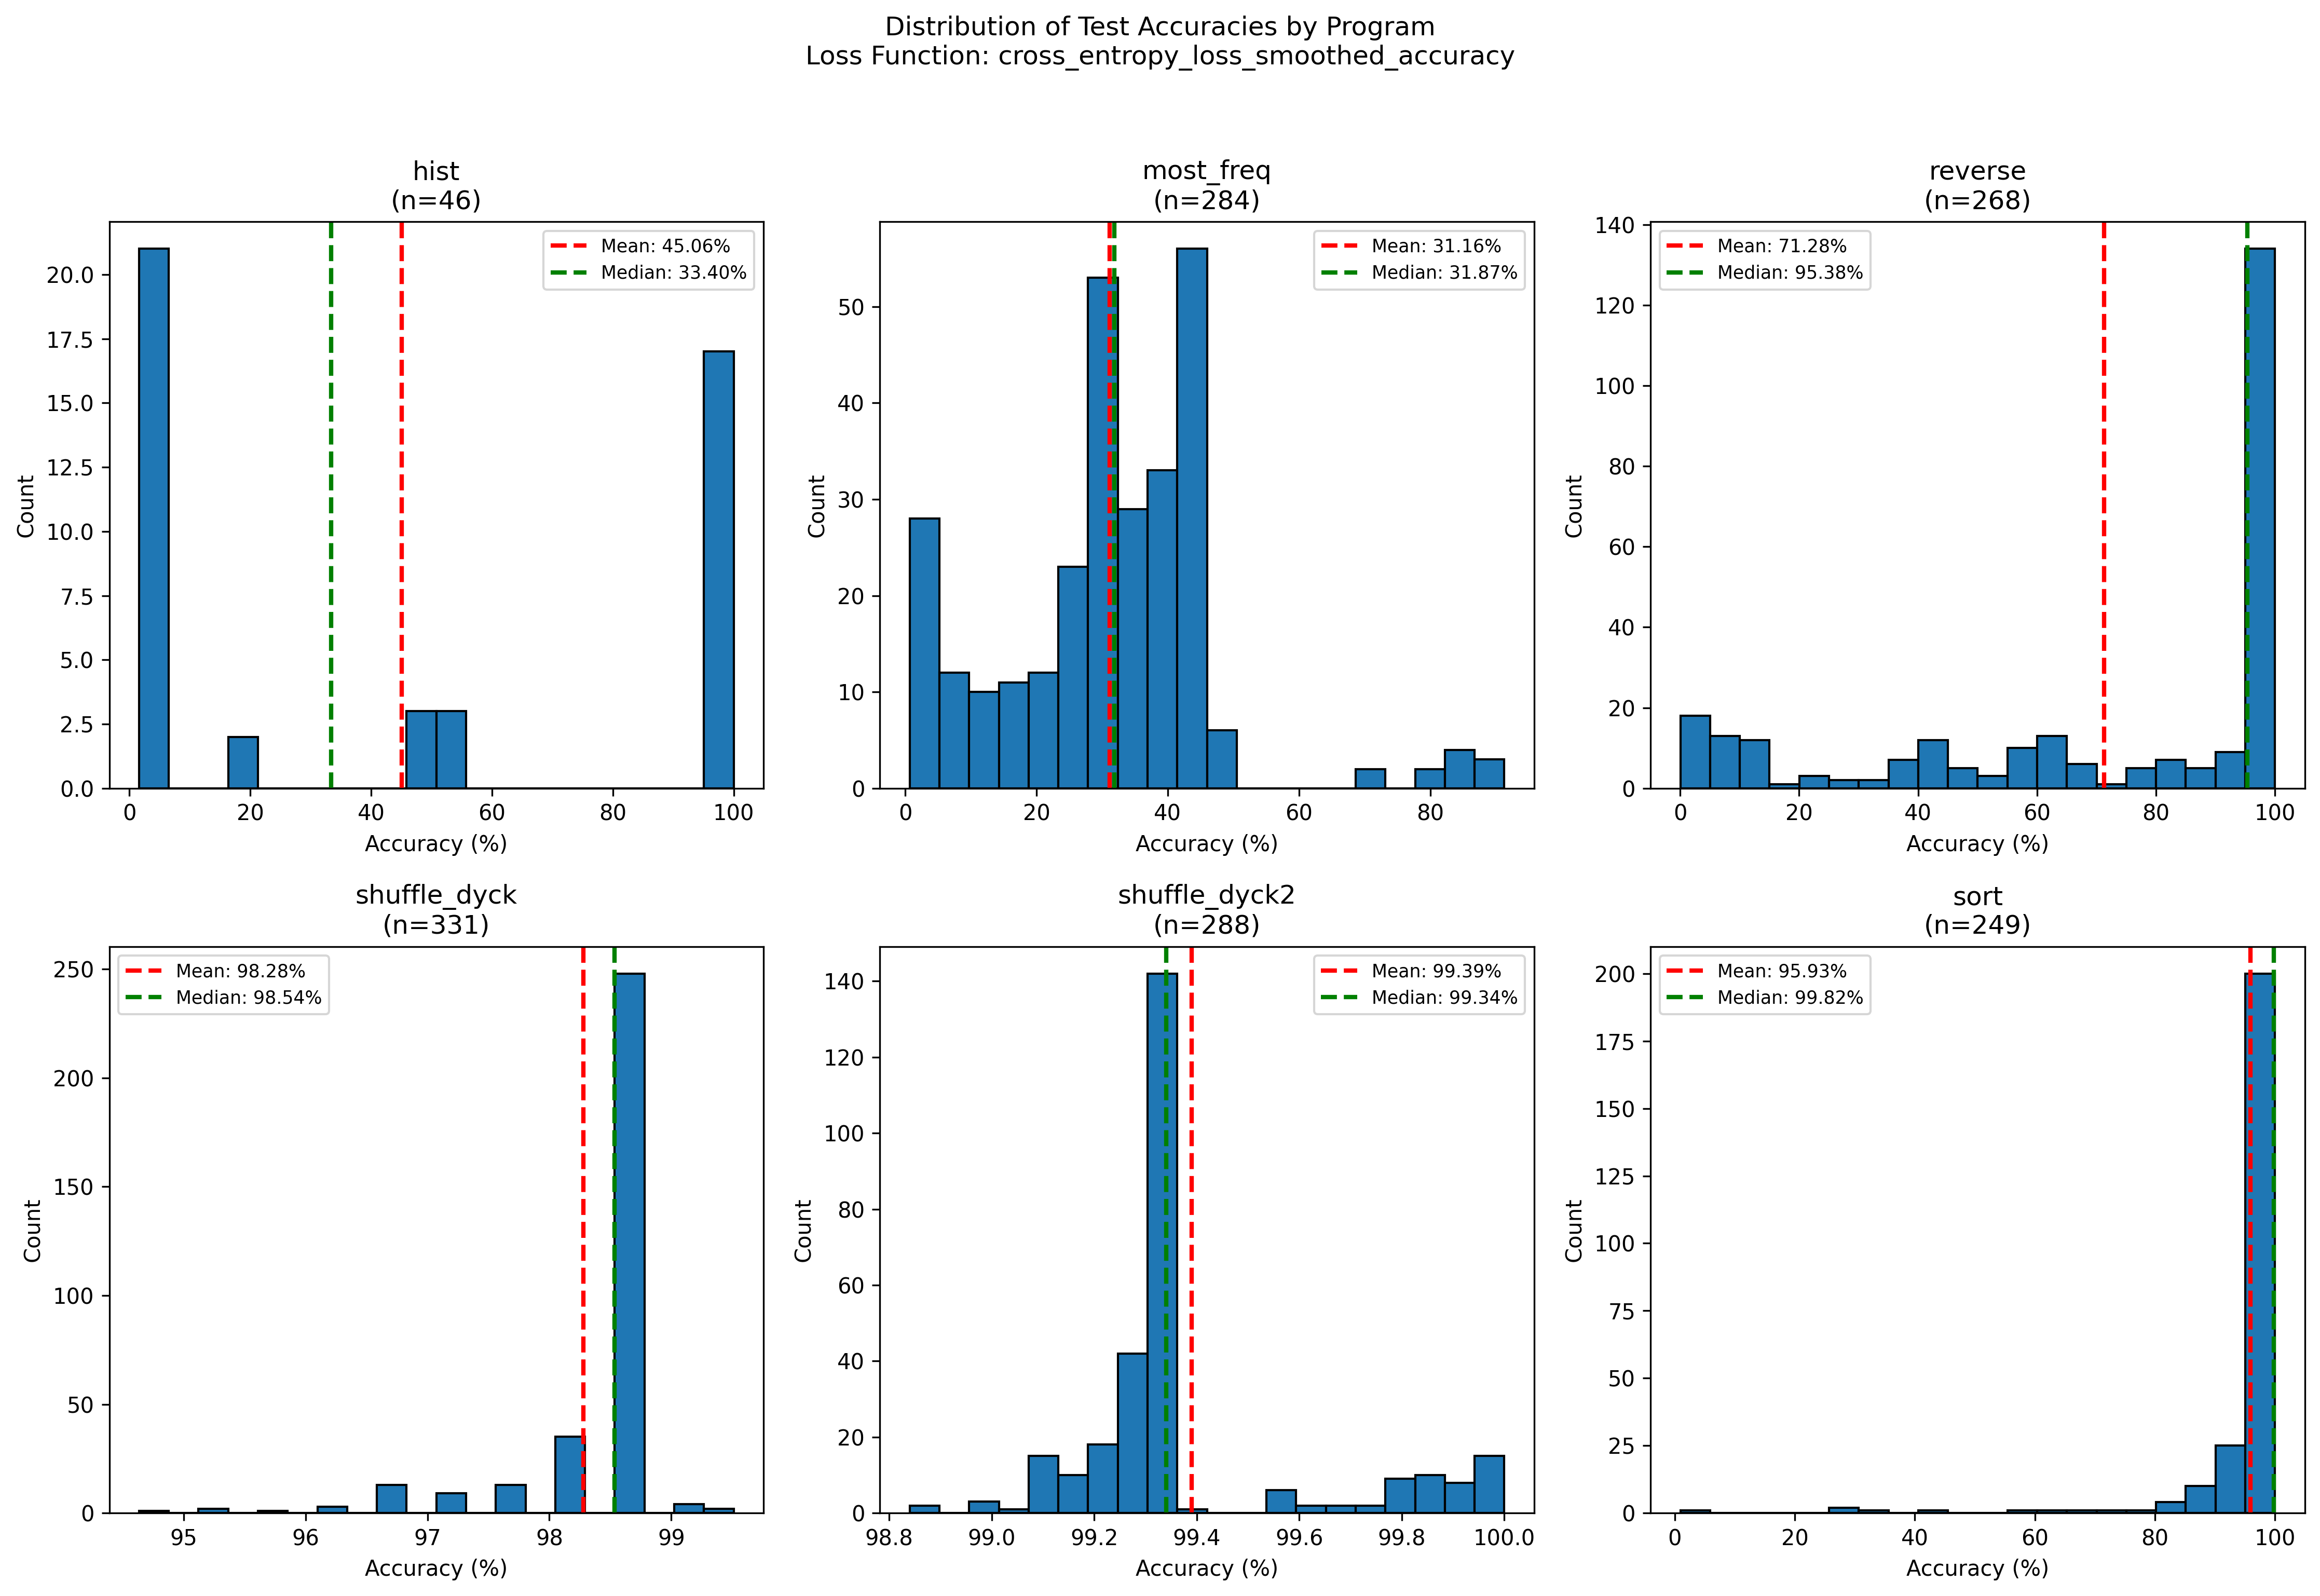 Distribution of Test Accuracies by Program
Loss Function: cross_entropy_loss_smoothed_accuracy
hist
(n=46)
Mean: 45.06%
Median: 33.40%
20.0
17.5
15.0
12.5
10.0
7.5
5.0
2.5
0.0
Count
0 20 40 60 80 100
Accuracy (%)
most_freq
(n=284)
Mean: 31.16%
Median: 31.87%
50
40
30
20
10
0
Count
0 20 40 60 80
Accuracy (%)
reverse
(n=268)
Mean: 71.28%
Median: 95.38%
140
120
100
80
60
40
20
0
Count
0 20 40 60 80 100
Accuracy (%)
shuffle_dyck
(n=331)
Mean: 98.28%
Median: 98.54%
250
200
150
100
50
0
Count
95 96 97 98 99
Accuracy (%)
shuffle_dyck2
(n=288)
Mean: 99.39%
Median: 99.34%
140
120
100
80
60
40
20
0
Count
98.8 99.0 99.2 99.4 99.6 99.8 100.0
Accuracy (%)
sort
(n=249)
Mean: 95.93%
Median: 99.82%
200
175
150
125
100
75
50
25
0
Count
0 20 40 60 80 100
Accuracy (%)